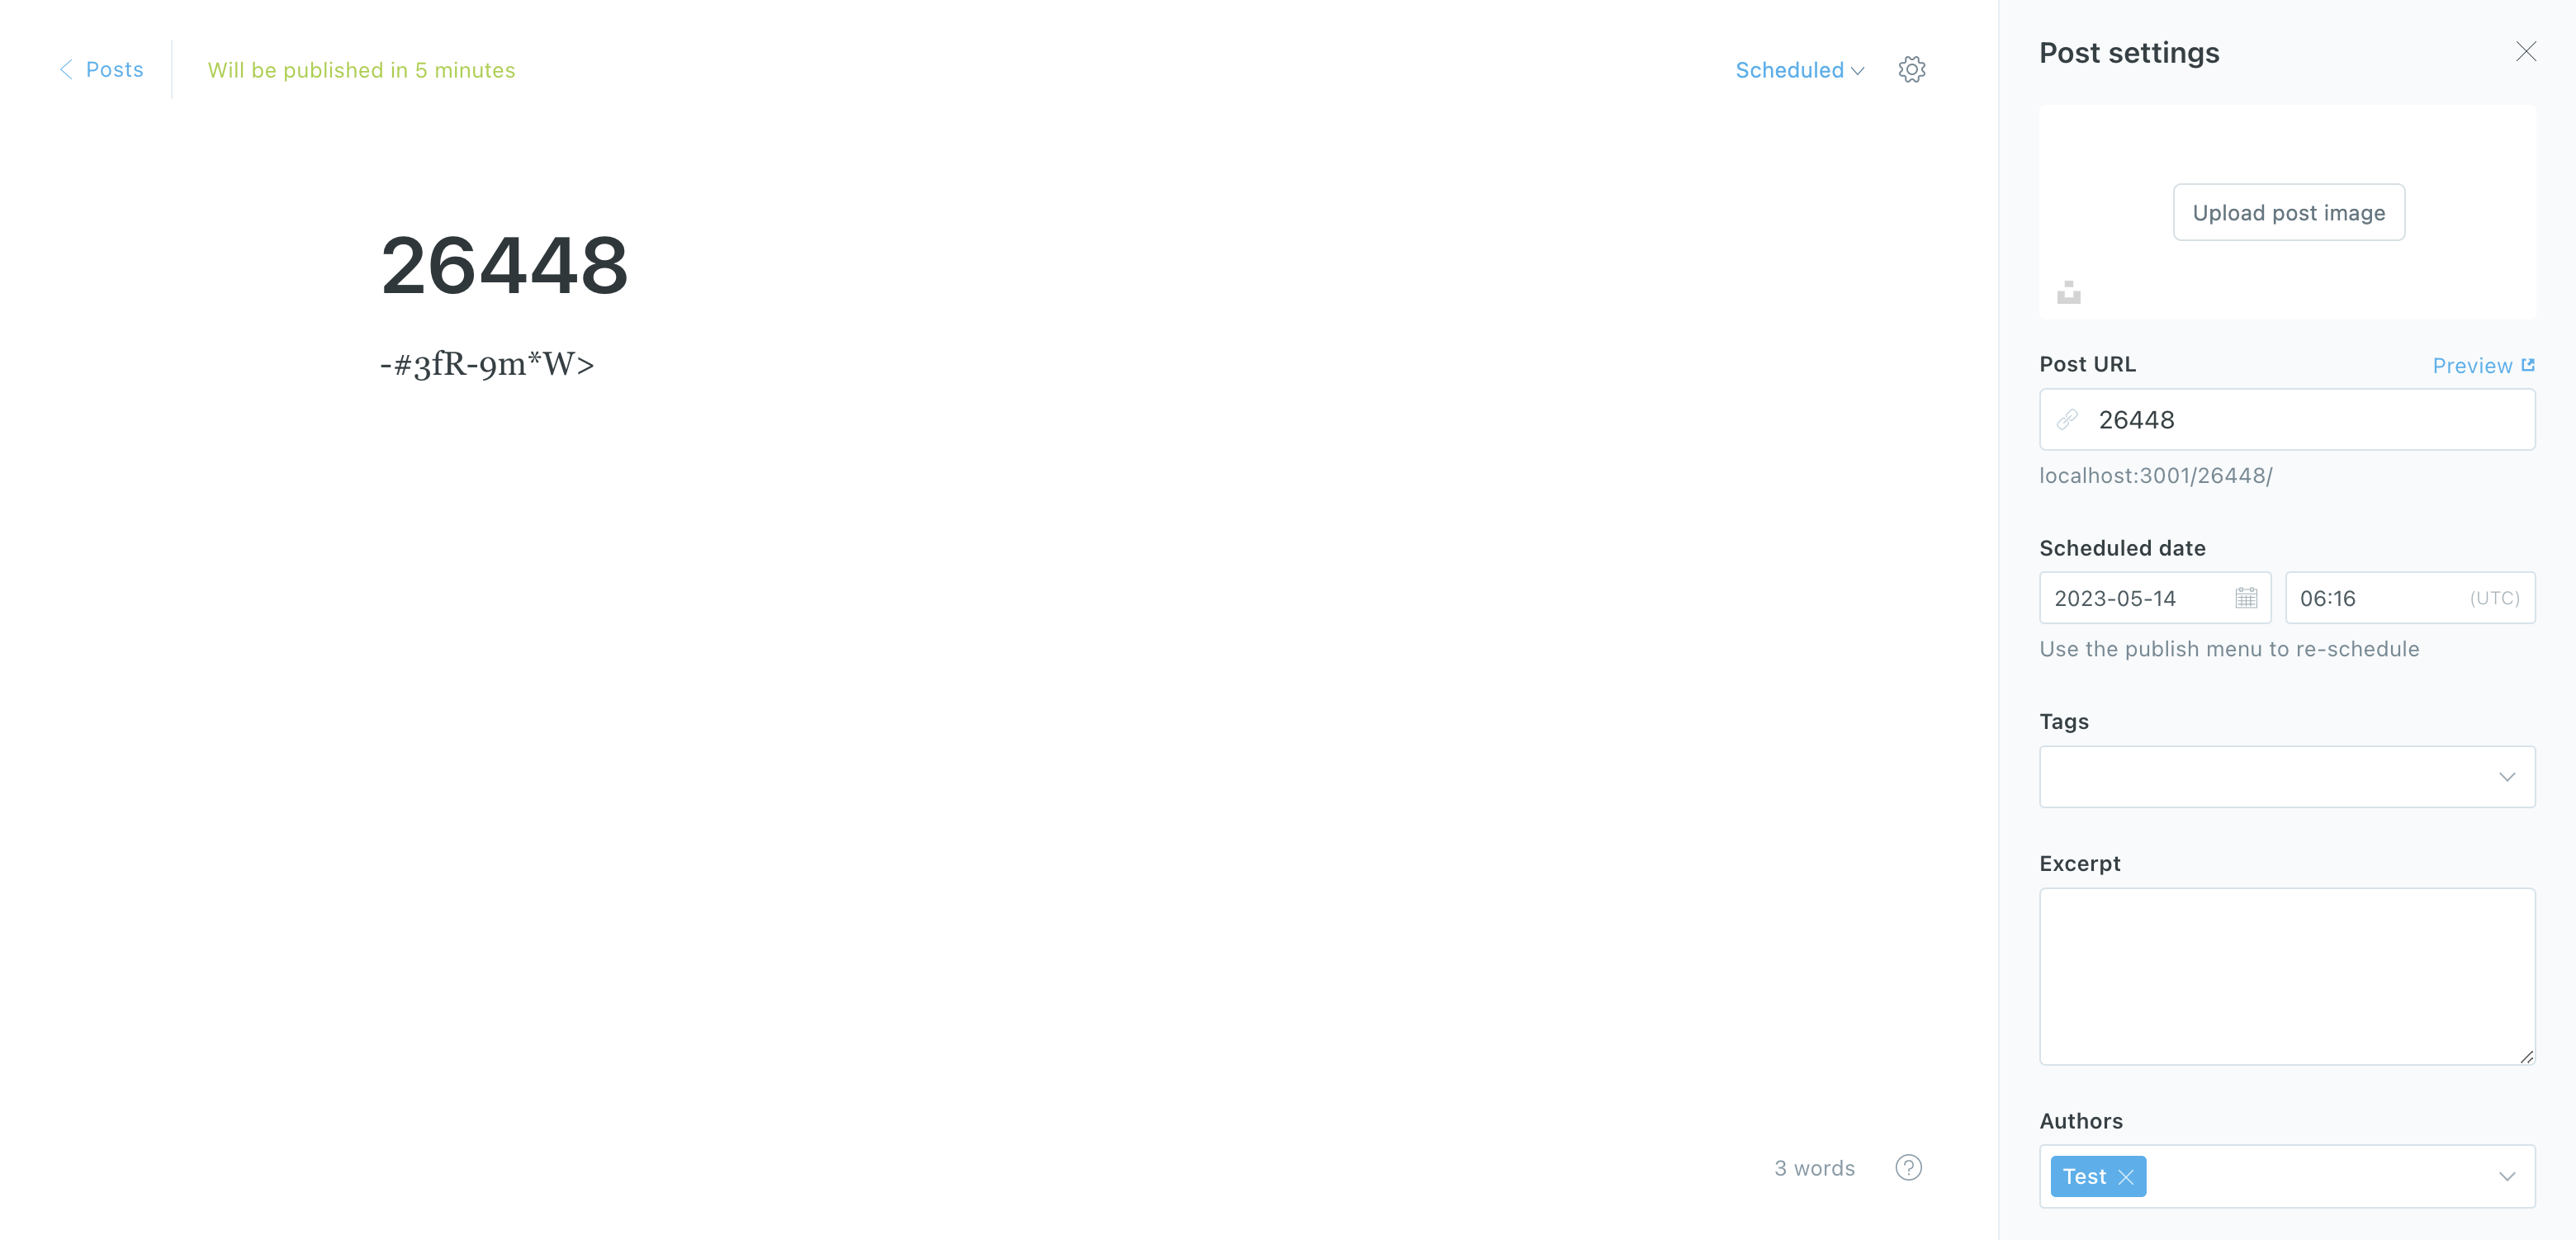 Posts
Will be published in 5 minutes
Scheduled
26448
-#3fR-9m*W>
3 words
Post settings
Upload post image
Post URL
Preview
26448
localhost:3001/26448/
Scheduled date
2023-05-14
06:16
(UTC)
Use the publish menu to re-schedule
Tags
Excerpt
Authors
Test